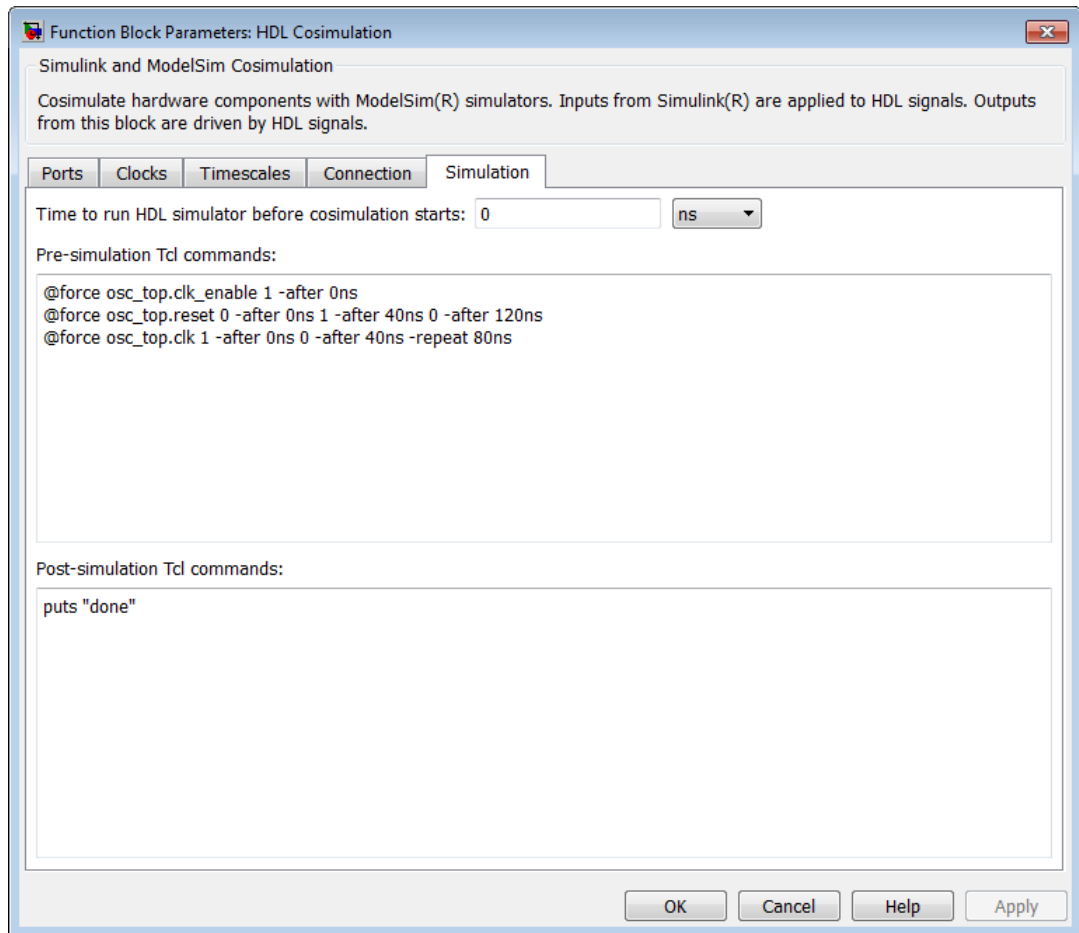 Function Block Parameters: HDL Cosimulation
Simulink and ModelSim Cosimulation
Cosimulate hardware components with ModelSim(R) simulators. Inputs from Simulink(R) are applied to HDL signals. Outputs
from this block are driven by HDL signals.
Ports Clocks Timescales Connection Simulation
Time to run HDL simulator before cosimulation starts: 0 ns
Pre-simulation Tcl commands:
@force osc_top.clk_enable 1 -after 0ns
@force osc_top.reset 0 -after 0ns 1 -after 40ns 0 -after 120ns
@force osc_top.clk 1 -after 0ns 0 -after 40ns -repeat 80ns
Post-simulation Tcl commands:
puts "done"
OK Cancel Help Apply